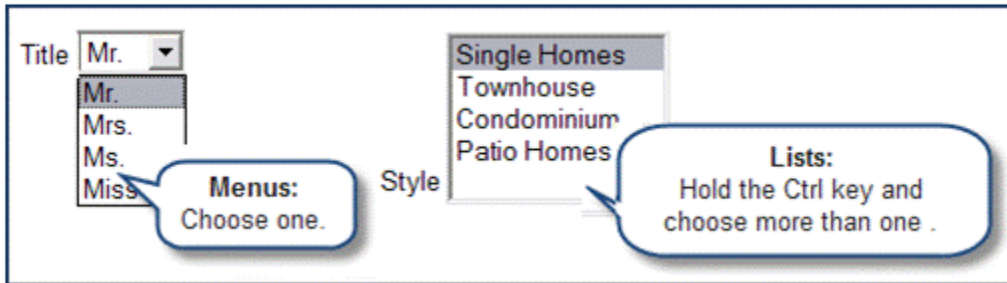 Title Mr.
Mr.
Mrs.
Ms.
Miss
Menus:
Choose one.
Style
Single Homes
Townhouse
Condominium
Patio Homes
Lists:
Hold the Ctrl key and
choose more than one .